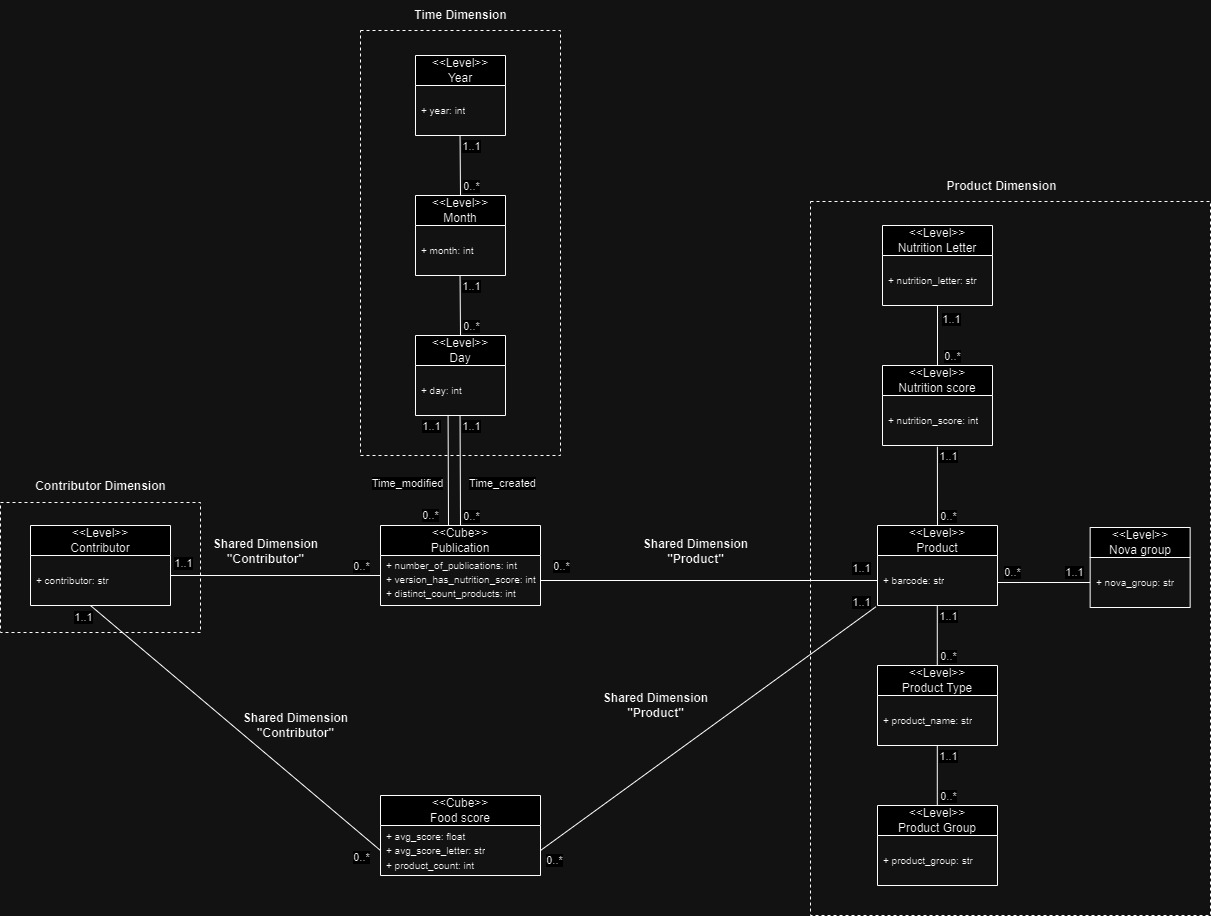 Time Dimension
<<Level>>
Year
+ year: int
1..1
0..*
<<Level>>
Month
+ month: int
1..1
0..*
<<Level>>
Day
+ day: int
1..1
1..1
Time_modified
Time_created
0..*
0..*
Contributor Dimension
<<Level>>
Contributor
+ contributor: str
1..1
1..1
Shared Dimension
"Contributor"
0..*
<<Cube>>
Publication
+ number_of_publications: int
+ version_has_nutrition_score: int
+ distinct_count_products: int
0..*
Shared Dimension
"Product"
1..1
1..1
Product Dimension
<<Level>>
Nutrition Letter
+ nutrition_letter: str
1..1
0..*
<<Level>>
Nutrition score
+ nutrition_score: int
1..1
0..*
<<Level>>
Product
+ barcode: str
0..*
1..1
<<Level>>
Nova group
+ nova_group: str
1..1
0..*
<<Level>>
Product Type
+ product_name: str
1..1
0..*
<<Level>>
Product Group
+ product_group: str
Shared Dimension
"Product"
Shared Dimension
"Contributor"
<<Cube>>
Food score
+ avg_score: float
+ avg_score_letter: str
+ product_count: int
0..*
0..*